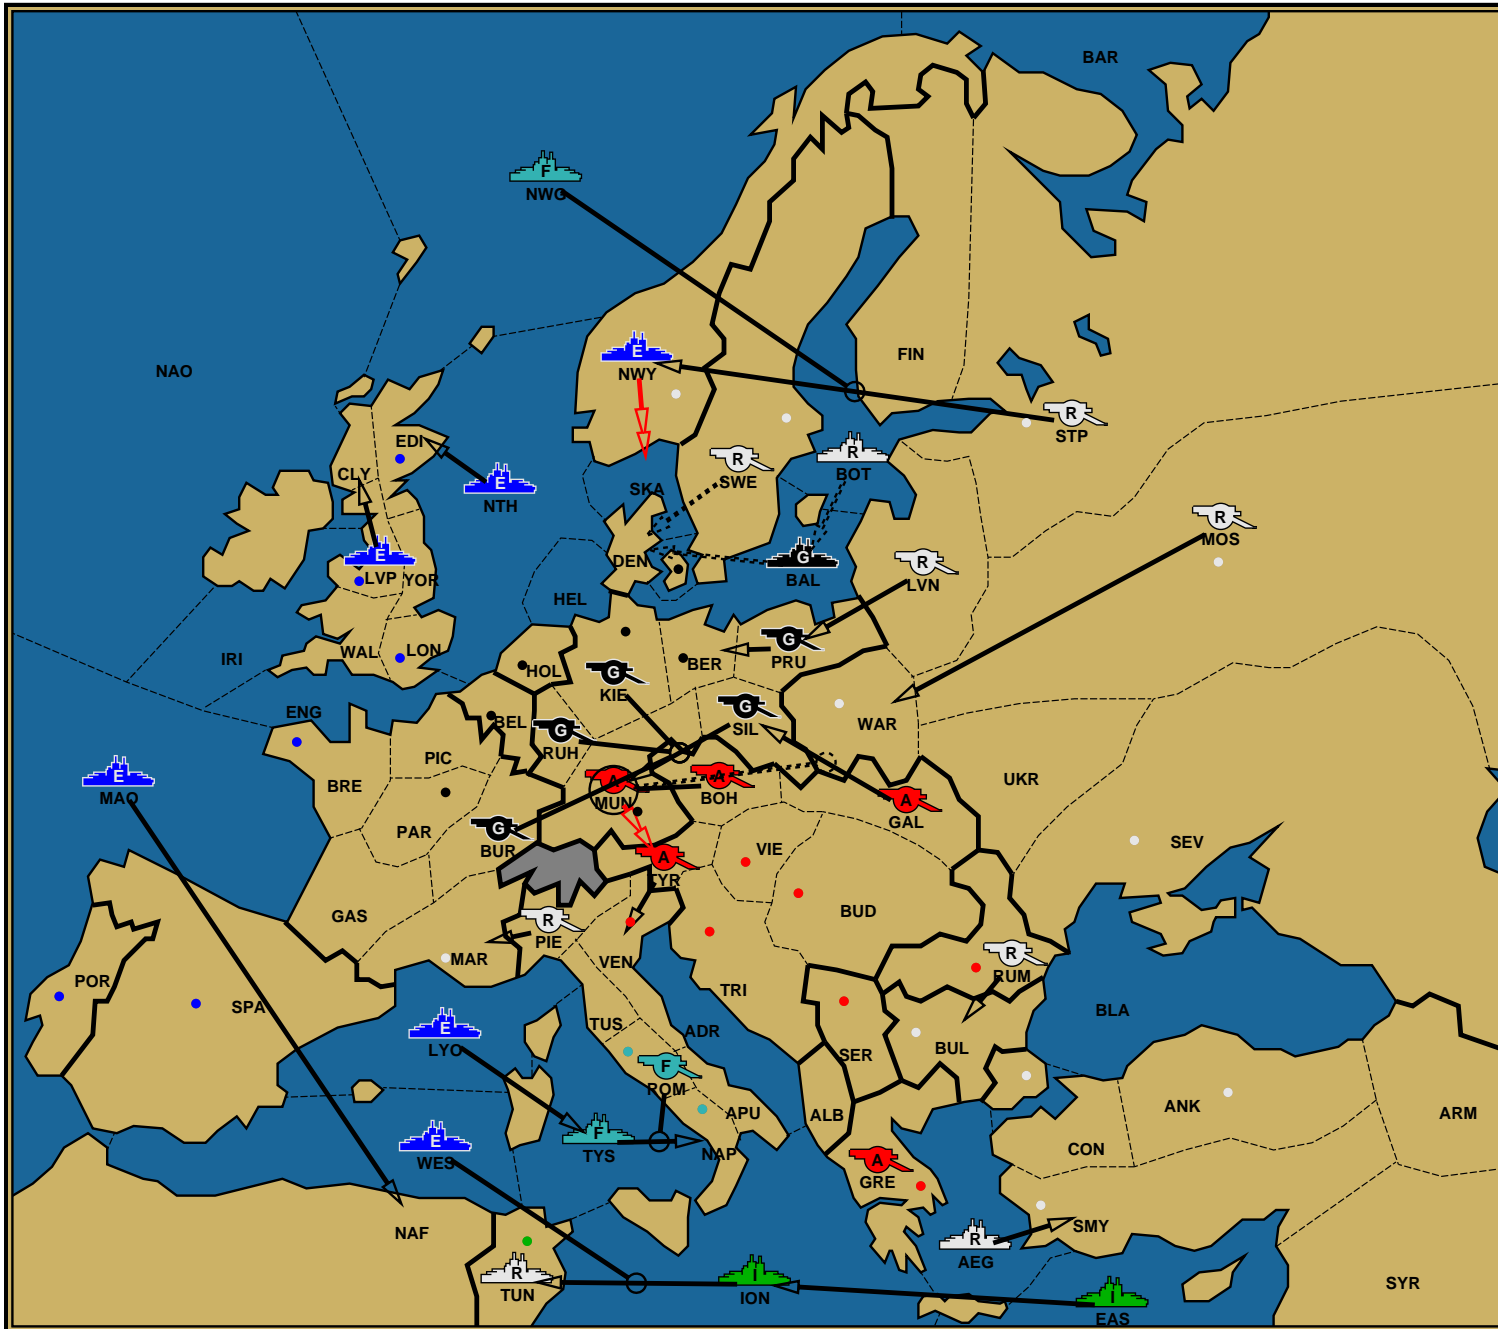 BAR
F
NWG
E
NWY
FIN
NAO
R
STP
EDI
CLY
E
NTH
R
SWE
R
BOT
SKA
R
MOS
E
LVP
YOR
DEN
G
BAL
R
LVN
HEL
IRI
WAL
LON
HOL
G
KIE
BER
G
PRU
ENG
BEL
G
RUH
G
SIL
WAR
PIC
BRE
UKR
E
MAO
A
MUN
A
BOH
A
GAL
PAR
G
BUR
VIE
SEV
A
TYR
GAS
BUD
R
PIE
VEN
MAR
R
RUM
POR
SPA
TRI
BLA
E
LYO
TUS
ADR
SER
BUL
F
ROM
APU
ALB
ANK
ARM
E
WES
F
TYS
NAP
CON
A
GRE
NAF
SMY
R
AEG
R
TUN
I
ION
I
EAS
SYR